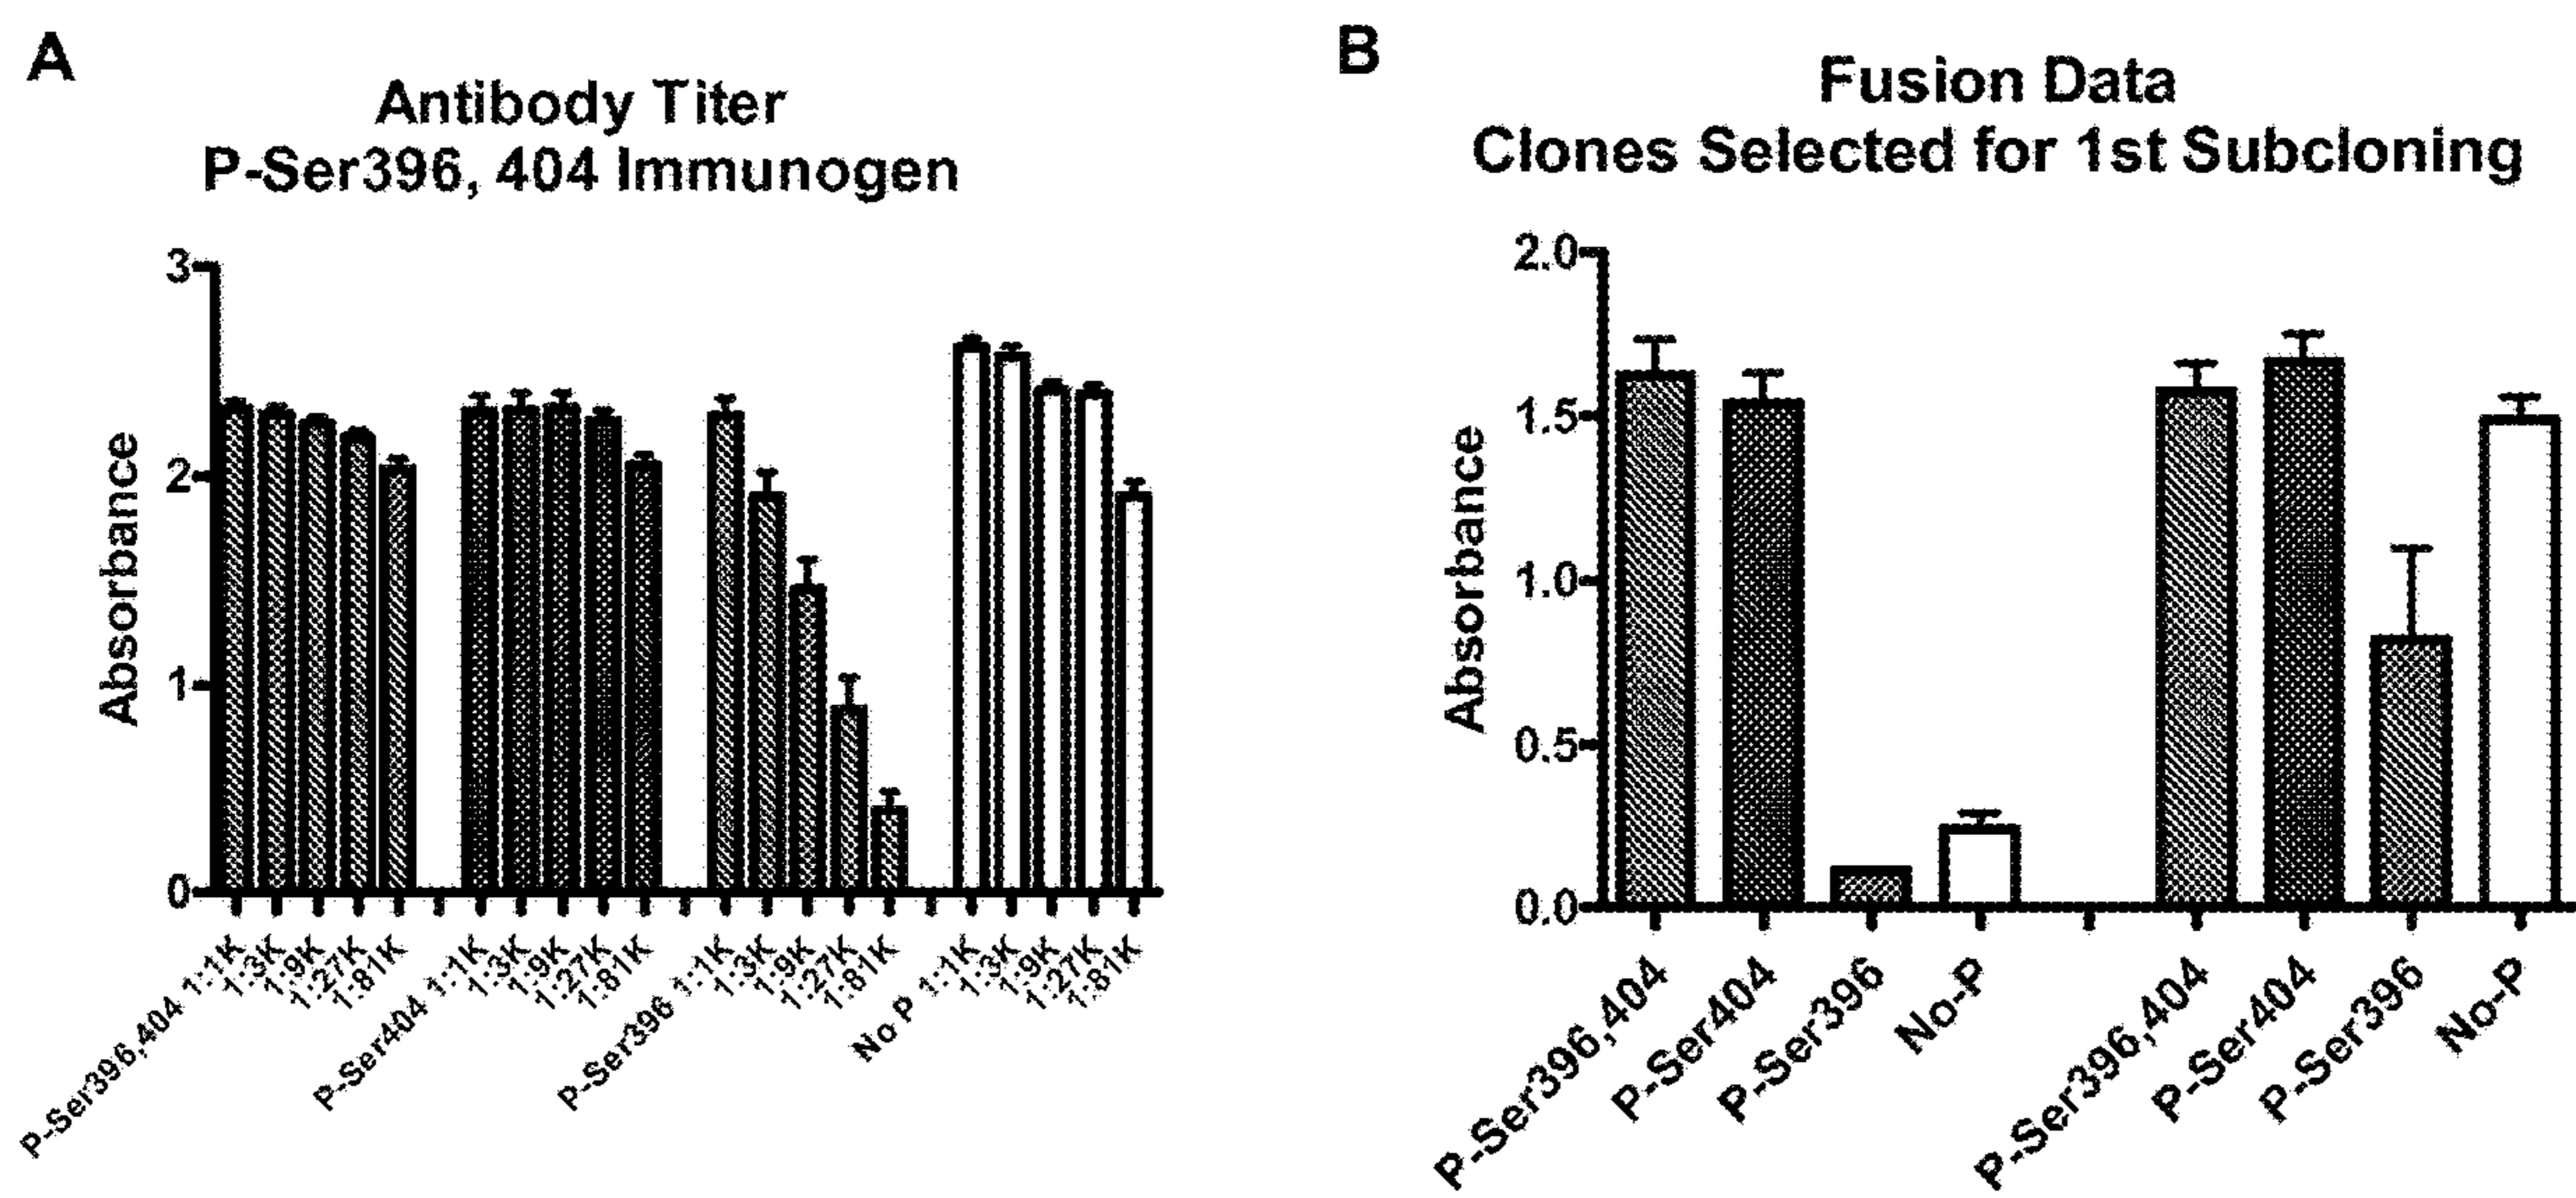 A
Antibody Titer
P-Ser396, 404 Immunogen
Absorbance
3
2
1
0
P-Ser396,404 1:1K
1:3K
1:9K
1:27K
1:81K
P-Ser404 1:1K
1:3K
1:9K
1:27K
1:81K
P-Ser396 1:1K
1:3K
1:9K
1:27K
1:81K
No P 1:1K
1:3K
1:9K
1:27K
1:81K
B
Fusion Data
Clones Selected for 1st Subcloning
Absorbance
2.0
1.5
1.0
0.5
0.0
P-Ser396,404
P-Ser404
P-Ser396
No-P
P-Ser396,404
P-Ser404
P-Ser396
No-P